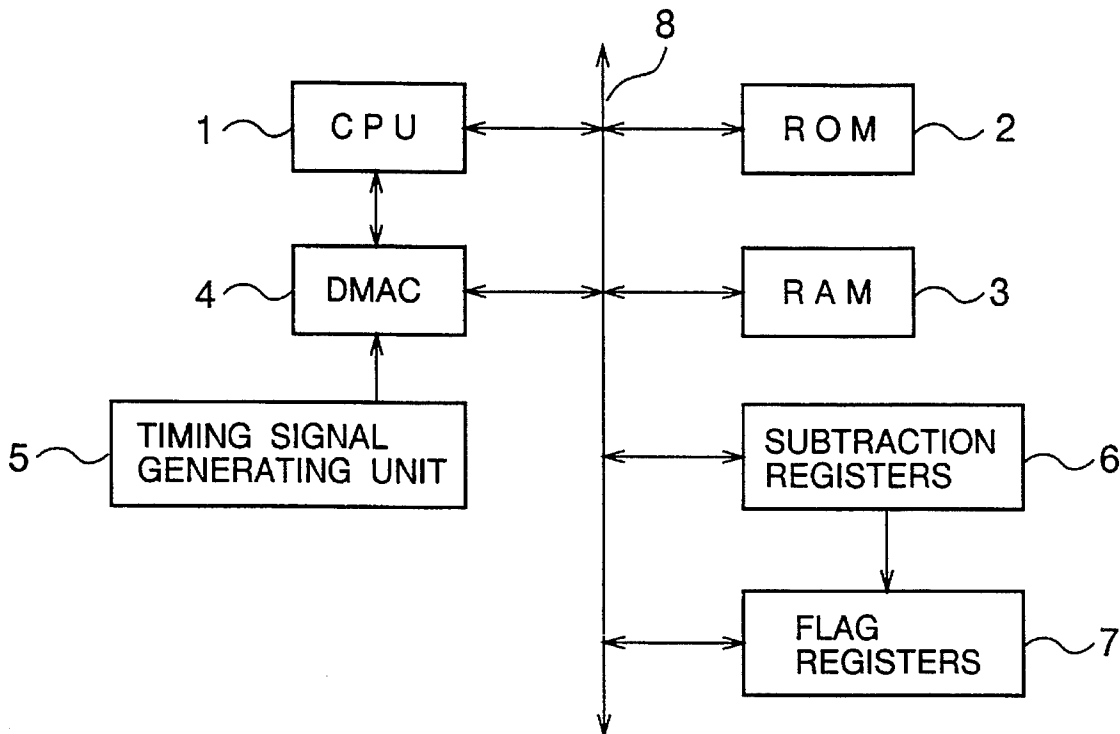 8
1
CPU
ROM
2
4
DMAC
RAM
3
5
TIMING SIGNAL
GENERATING UNIT
SUBTRACTION
REGISTERS
6
FLAG
REGISTERS
7